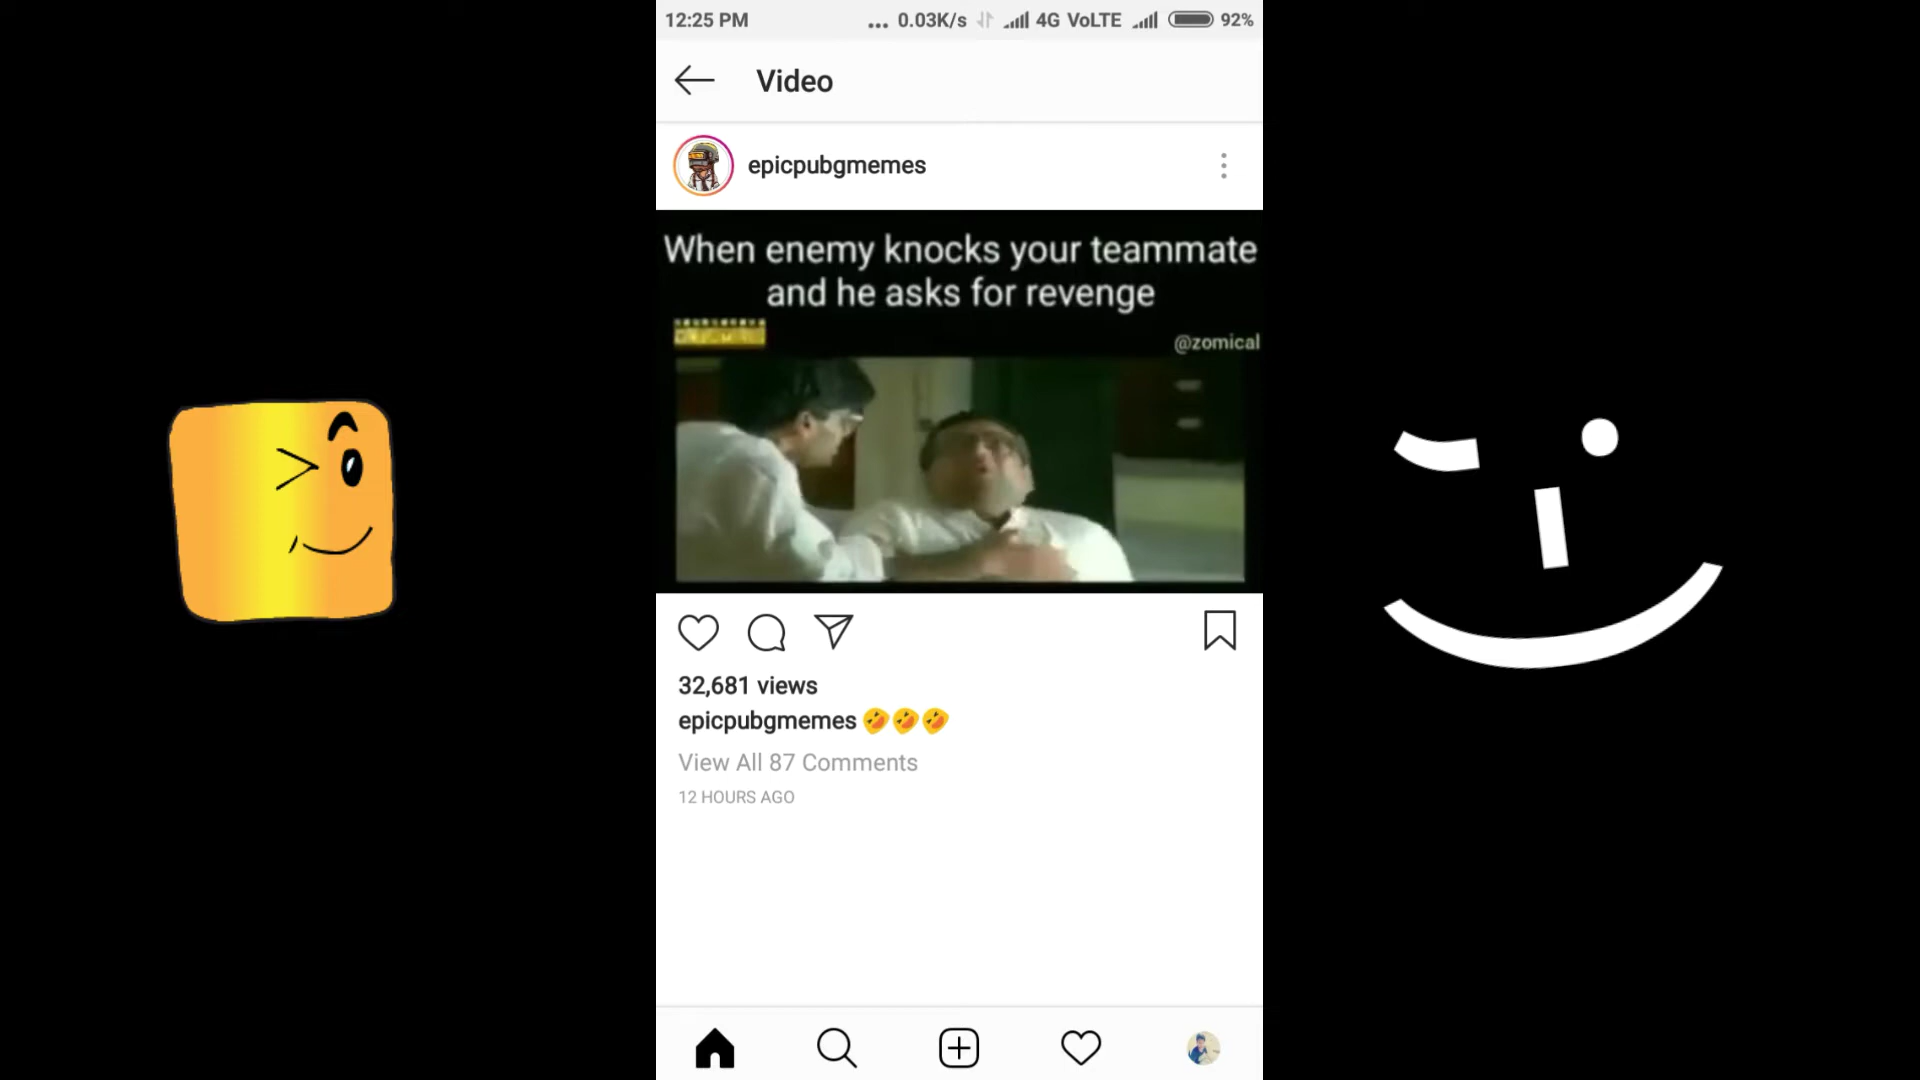 12:25 PM
... 0.03K/s 4G VoLTE 92%
Video
epicpubgmemes
When enemy knocks your teammate
and he asks for revenge
@zomical
32,681 views
epicpubgmemes 🤣🤣🤣
View All 87 Comments
12 HOURS AGO